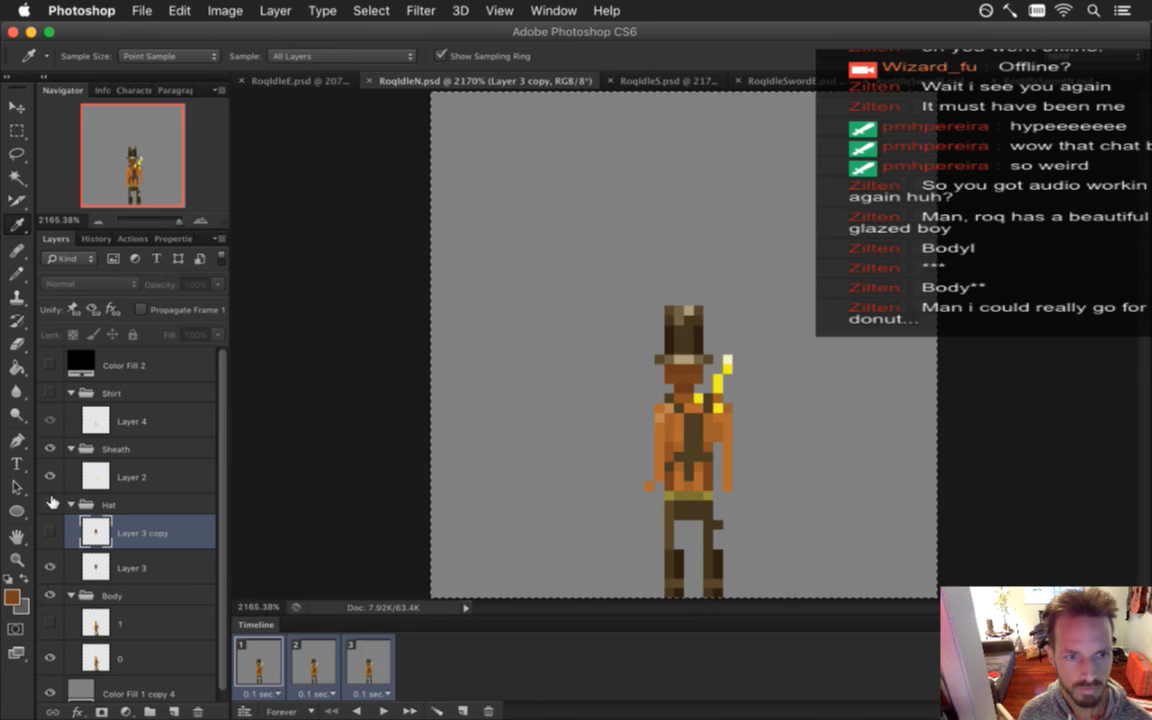 Photoshop File Edit Image Layer Type Select Filter 3D View Window Help
Adobe Photoshop CS6
Sample Size: Point Sample Sample: All Layers Show Sampling Ring
RoqIdleE.psd @ 207... RoqIdleN.psd @ 2170% (Layer 3 copy, RGB/8*) RoqIdleS.psd @ 217... RoqIdleSwordE.psd
Navigator Info Characte Paragraj
2165.38%
Layers History Actions Propertie
Kind
Normal Opacity: 100%
Unify: Propagate Frame 1
Lock: Fill: 100%
Color Fill 2
Shirt
Layer 4
Sheath
Layer 2
Hat
Layer 3 copy
Layer 3
Body
1
0
Color Fill 1 copy 4
Wizard_fu : Offline?
Zilten : Wait i see you again
Zilten : It must have been me
pmhpereira : hypeeeeeee
pmhpereira : wow that chat b
pmhpereira : so weird
Zilten : So you got audio workin
again huh?
Zilten : Man, roq has a beautiful
glazed boy
Zilten : Body!
Zilten : ***
Zilten : Body**
Zilten : Man i could really go for
donut...
2165.38% Doc: 7.92K/63.4K
Timeline
1 2 3
0.1 sec. 0.1 sec. 0.1 sec.
Forever